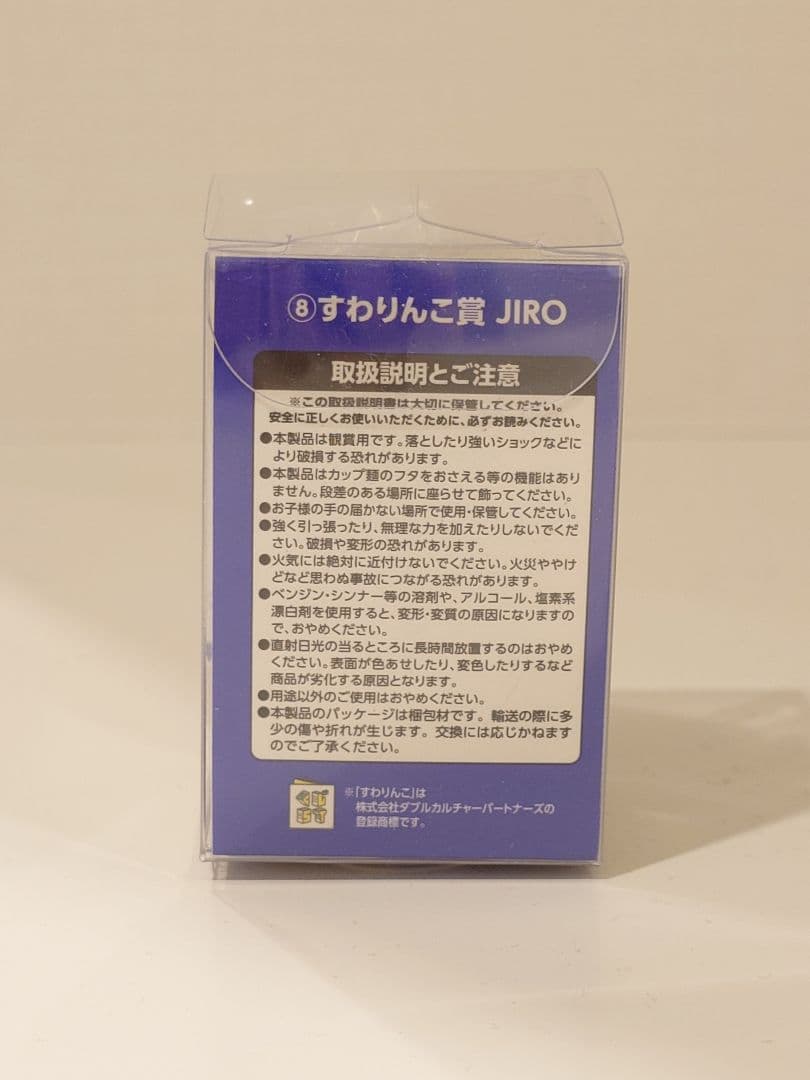 ⑧すわりんこ賞 JIRO
取扱説明とご注意
※この取扱説明書は大切に保管してください。
安全に正しくお使いいただくために、必ずお読みください。
●本製品は観賞用です。落としたり強いショックなどに
より破損する恐れがあります。
●本製品はカップ麺のフタをおさえる等の機能はあり
ません。段差のある場所に座らせて飾ってください。
●お子様の手の届かない場所で使用・保管してください。
●強く引っ張ったり、無理な力を加えたりしないでくだ
さい。破損や変形の恐れがあります。
●火気には絶対に近付けないでください。火災ややけ
どなど思わぬ事故につながる恐れがあります。
●ベンジン・シンナー等の溶剤や、アルコール、塩素系
漂白剤を使用すると、変形・変質の原因になりますの
で、おやめください。
●直射日光の当るところに長時間放置するのはおやめ
ください。表面が色あせしたり、変色したりするなど
商品が劣化する原因となります。
●用途以外のご使用はおやめください。
●本製品のパッケージは梱包材です。輸送の際に多
少の傷や折れが生じます。交換には応じかねます
のでご了承ください。
くじ
らす
※「すわりんこ」は
株式会社ダブルカルチャーパートナーズの
登録商標です。